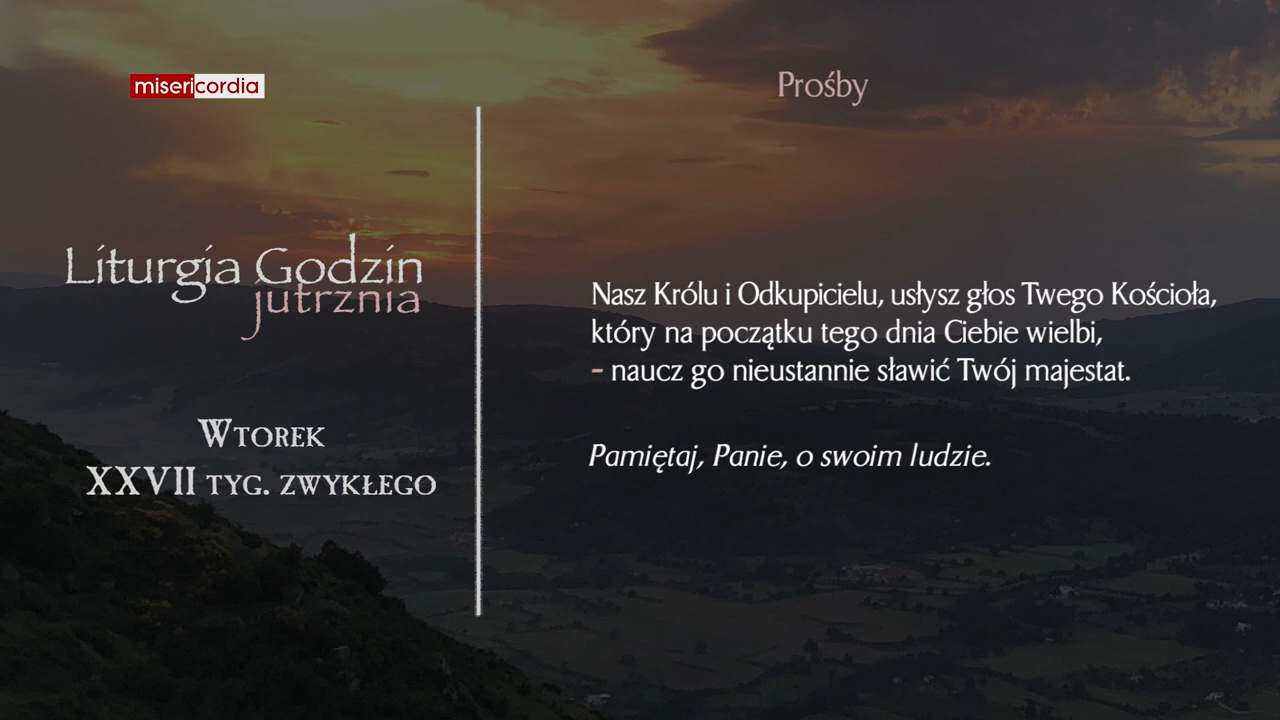 misericordia
Liturgia Godzin
jutrznia
Wtorek
XXVII tyg. zwykłego
Prośby
Nasz Królu i Odkupicielu, usłysz głos Twego Kościoła,
który na początku tego dnia Ciebie wielbi,
- naucz go nieustannie sławić Twój majestat.
Pamiętaj, Panie, o swoim ludzie.